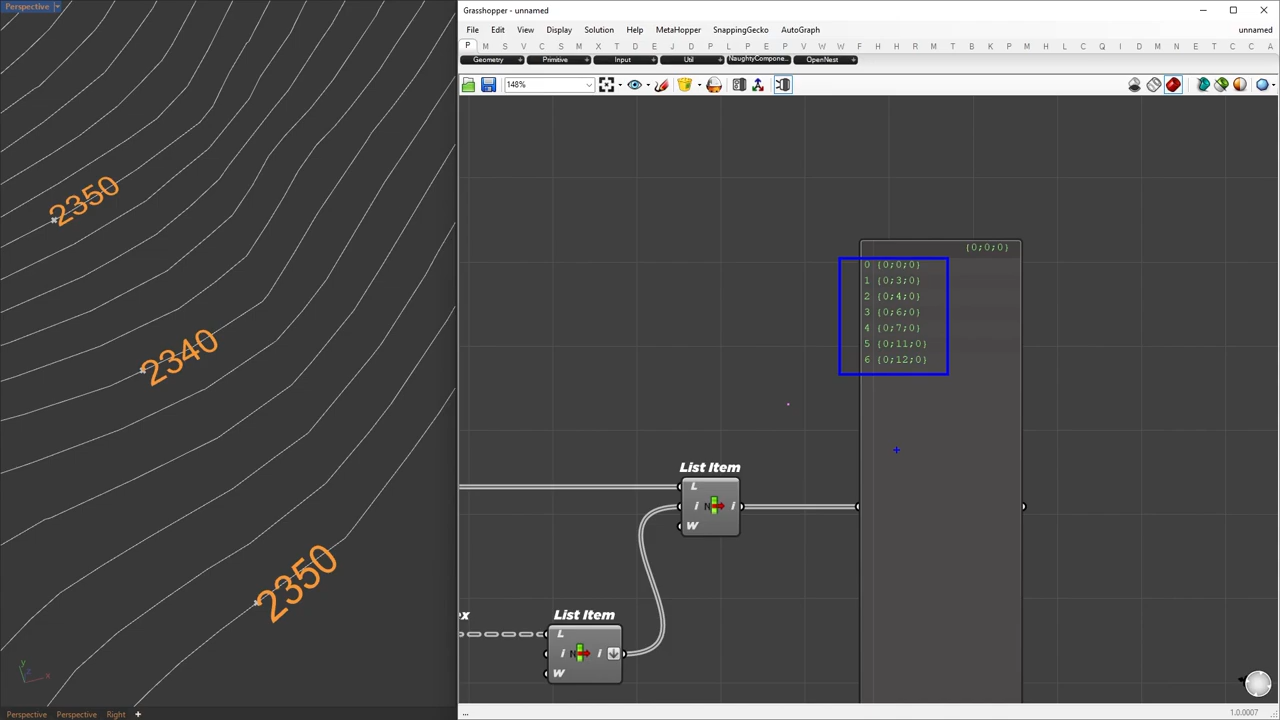 Perspective
2350
2340
2350
Perspective Perspective Right +
Grasshopper - unnamed
File Edit View Display Solution Help MetaHopper SnappingGecko AutoGraph unnamed
P M S V C U S M I X T D E J D A B P L F V W W F H E A R M T D K G P M H L C E S G C A
Geometry + Primitive + Input + Util + NaughtyCompone... + OpenNest +
148%
{0;0;0}
0 {0;0;0}
1 {0;3;0}
2 {0;4;0}
3 {0;6;0}
4 {0;7;0}
5 {0;11;0}
6 {0;12;0}
List Item
L
i N i
W
x List Item
L
i N i
W
...
1.0.0007